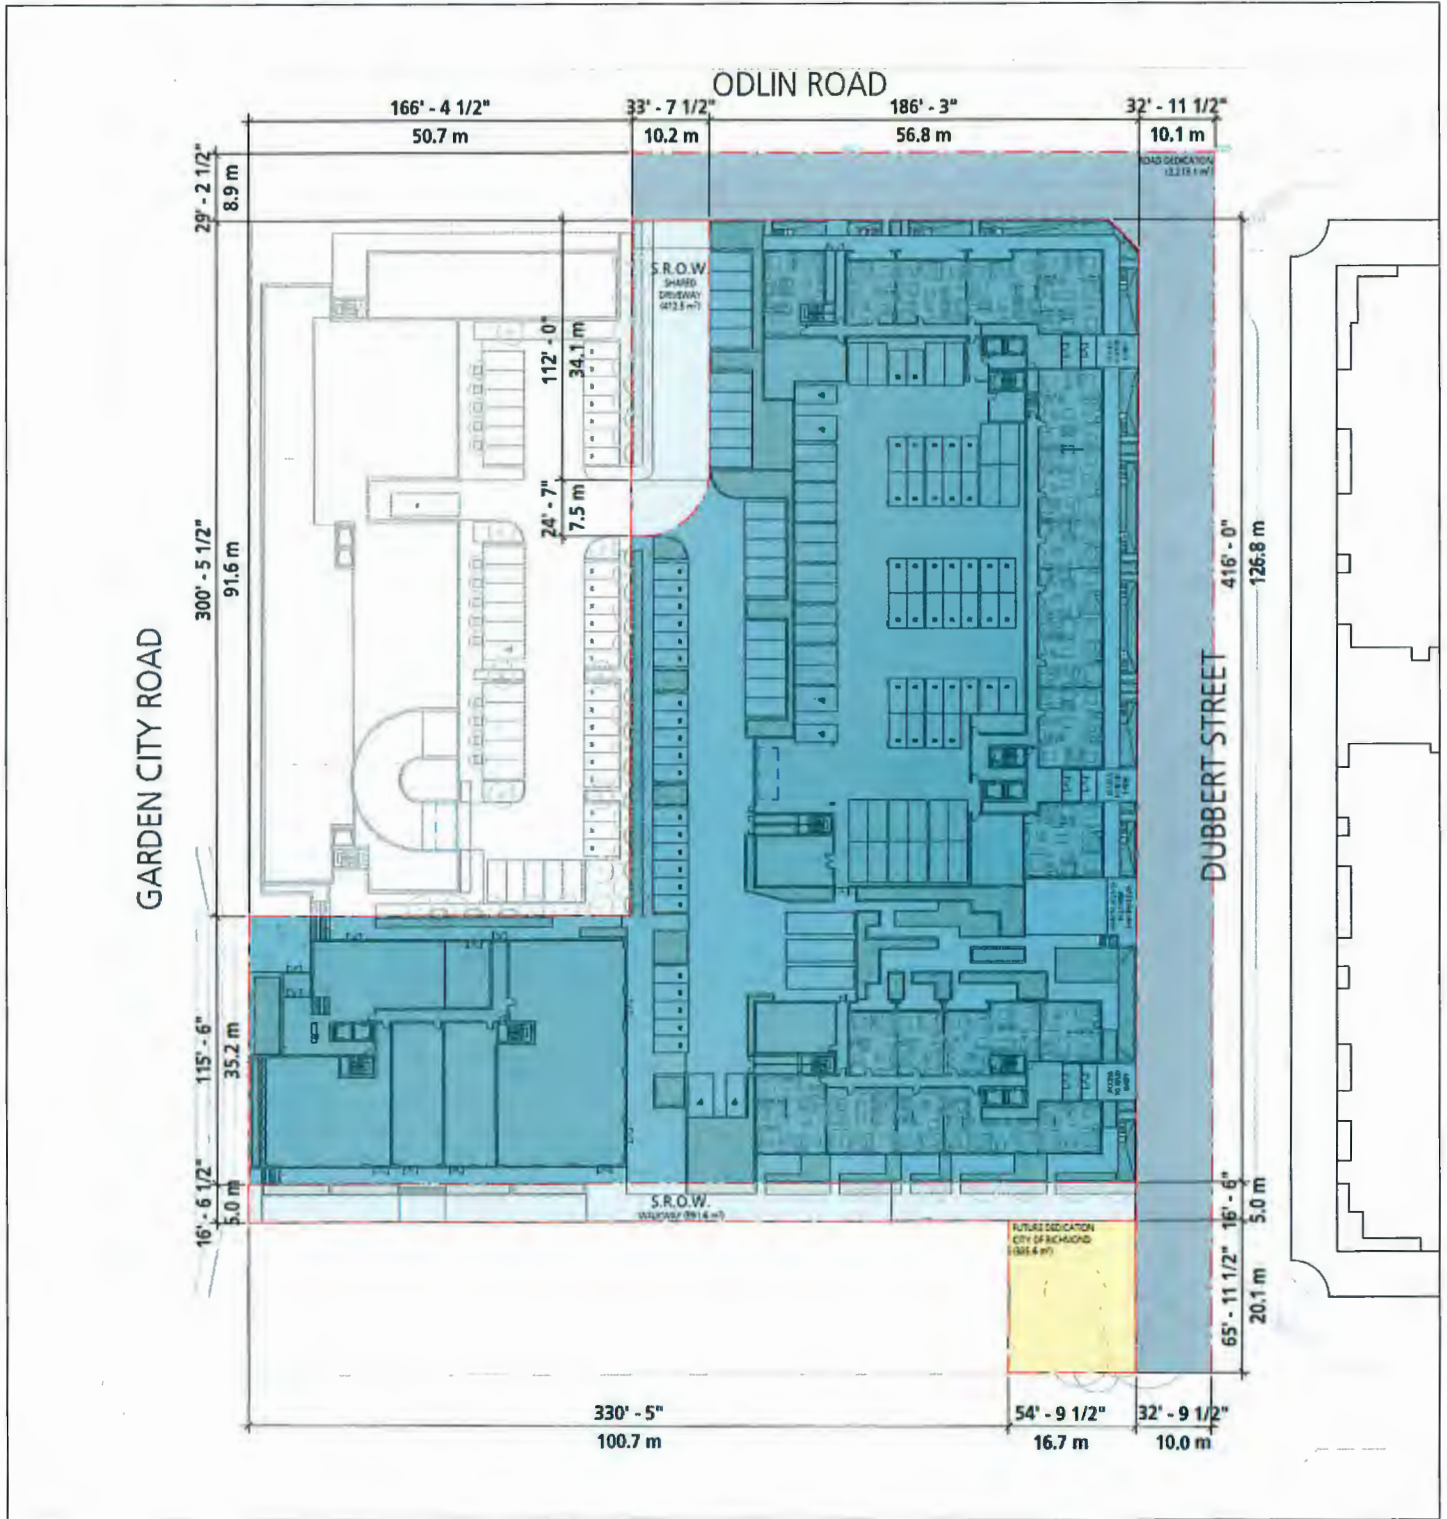 ODLIN ROAD
166' - 4 1/2"
33' - 7 1/2"
186' - 3"
32' - 11 1/2"
50.7 m
10.2 m
56.8 m
10.1 m
29' - 2 1/2"
8.9 m
ROAD DEDICATION
S.R.O.W.
SHARED
DRIVEWAY
(412.5 m²)
112' - 0"
34.1 m
24' - 7"
7.5 m
300' - 5 1/2"
91.6 m
GARDEN CITY ROAD
416' - 0"
126.8 m
DUBBERT STREET
115' - 6"
35.2 m
16' - 6 1/2"
5.0 m
S.R.O.W.
16' - 6"
5.0 m
FUTURE DEDICATION
CITY OF RICHMOND
65' - 11 1/2"
20.1 m
330' - 5"
54' - 9 1/2"
32' - 9 1/2"
100.7 m
16.7 m
10.0 m